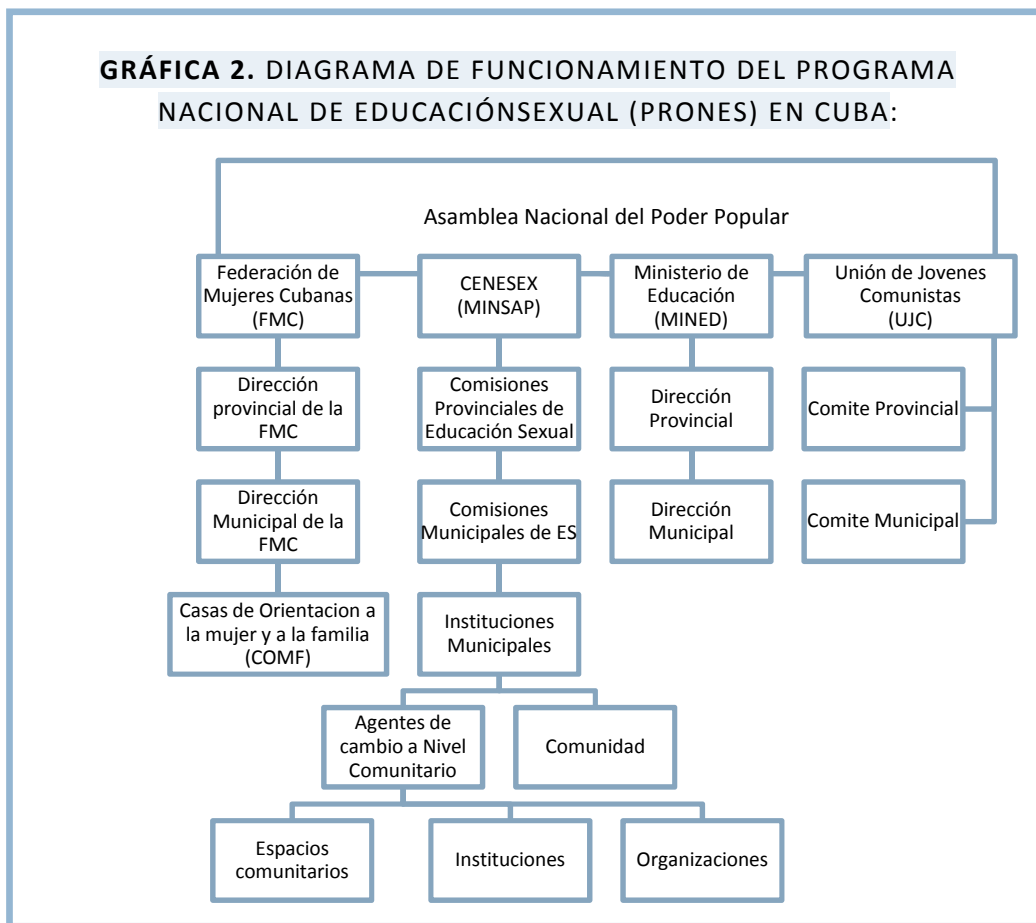 GRÁFICA 2. DIAGRAMA DE FUNCIONAMIENTO DEL PROGRAMA
NACIONAL DE EDUCACIÓNSEXUAL (PRONES) EN CUBA:
Asamblea Nacional del Poder Popular
Federación de
Mujeres Cubanas
(FMC)
CENESEX
(MINSAP)
Ministerio de
Educación
(MINED)
Unión de Jovenes
Comunistas
(UJC)
Dirección
provincial de la
FMC
Comisiones
Provinciales de
Educación Sexual
Dirección
Provincial
Comite Provincial
Dirección
Municipal de la
FMC
Comisiones
Municipales de ES
Dirección
Municipal
Comite Municipal
Casas de Orientacion a
la mujer y a la familia
(COMF)
Instituciones
Municipales
Agentes de
cambio a Nivel
Comunitario
Comunidad
Espacios
comunitarios
Instituciones
Organizaciones